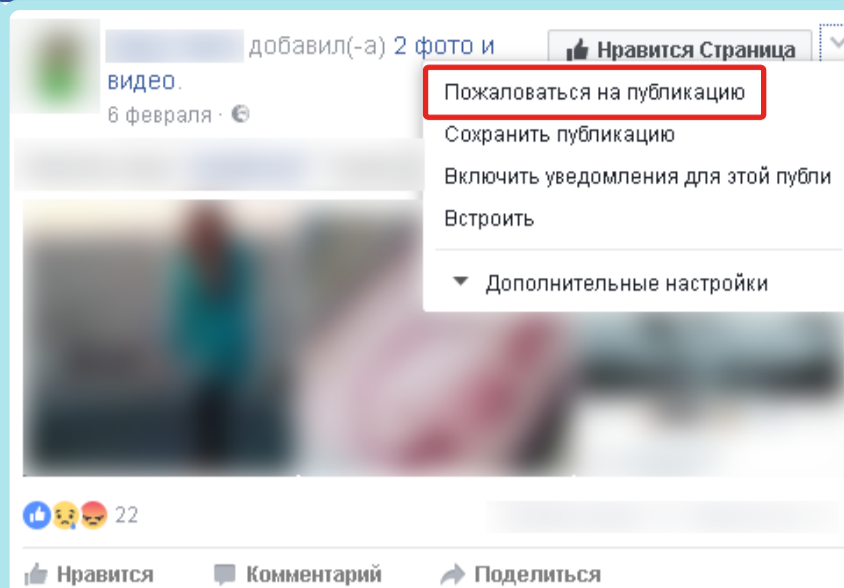 добавил(-а) 2 фото и
видео.
6 февраля ·
Нравится Страница
Пожаловаться на публикацию
Сохранить публикацию
Включить уведомления для этой публи
Встроить
Дополнительные настройки
22
Нравится Комментарий Поделиться